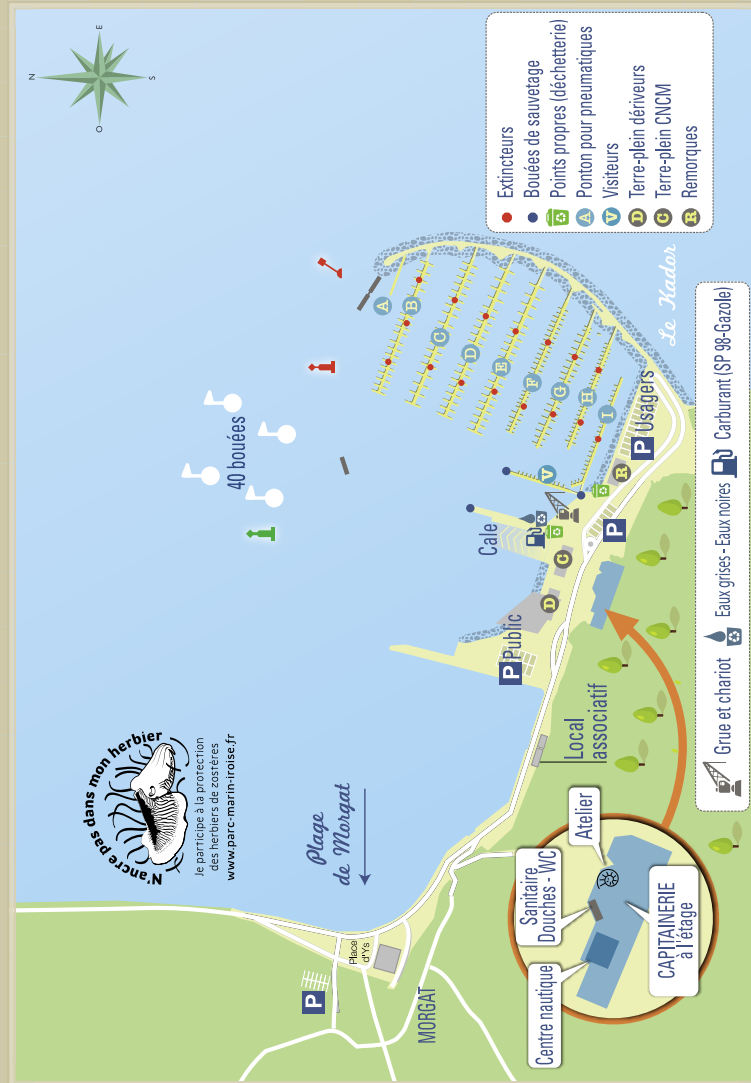 N
E
S
O
N'ancre pas dans mon herbier
Je participe à la protection
des herbiers de zostères
www.parc-marin-iroise.fr
40 bouées
Plage
de Morgat
Place
d'Ys
P
MORGAT
Centre nautique
Sanitaire
Douches - WC
Atelier
CAPITAINERIE
à l'étage
Local
associatif
P Public
Cale
D
C
P
R
P Usagers
V
A
B
C
D
E
F
G
H
I
Le Kador
Extincteurs
Bouées de sauvetage
Points propres (déchetterie)
A Ponton pour pneumatiques
V Visiteurs
D Terre-plein dériveurs
C Terre-plein CNCM
R Remorques
Grue et chariot
Eaux grises - Eaux noires
Carburant (SP 98-Gazole)